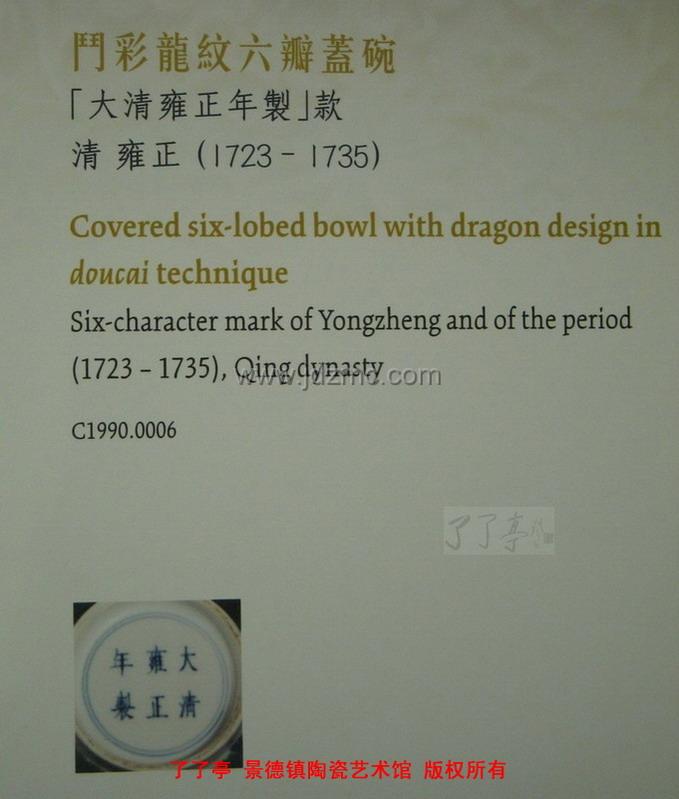 鬥彩龍紋六瓣蓋碗
「大清雍正年製」款
清 雍正 (1723 – 1735)
Covered six-lobed bowl with dragon design in
doucai technique
Six-character mark of Yongzheng and of the period
(1723 – 1735), Qing dynasty
www.jdzmc.com
C1990.0006
了了亭
大清
雍正
年製
了了亭 景德镇陶瓷艺术馆 版权所有